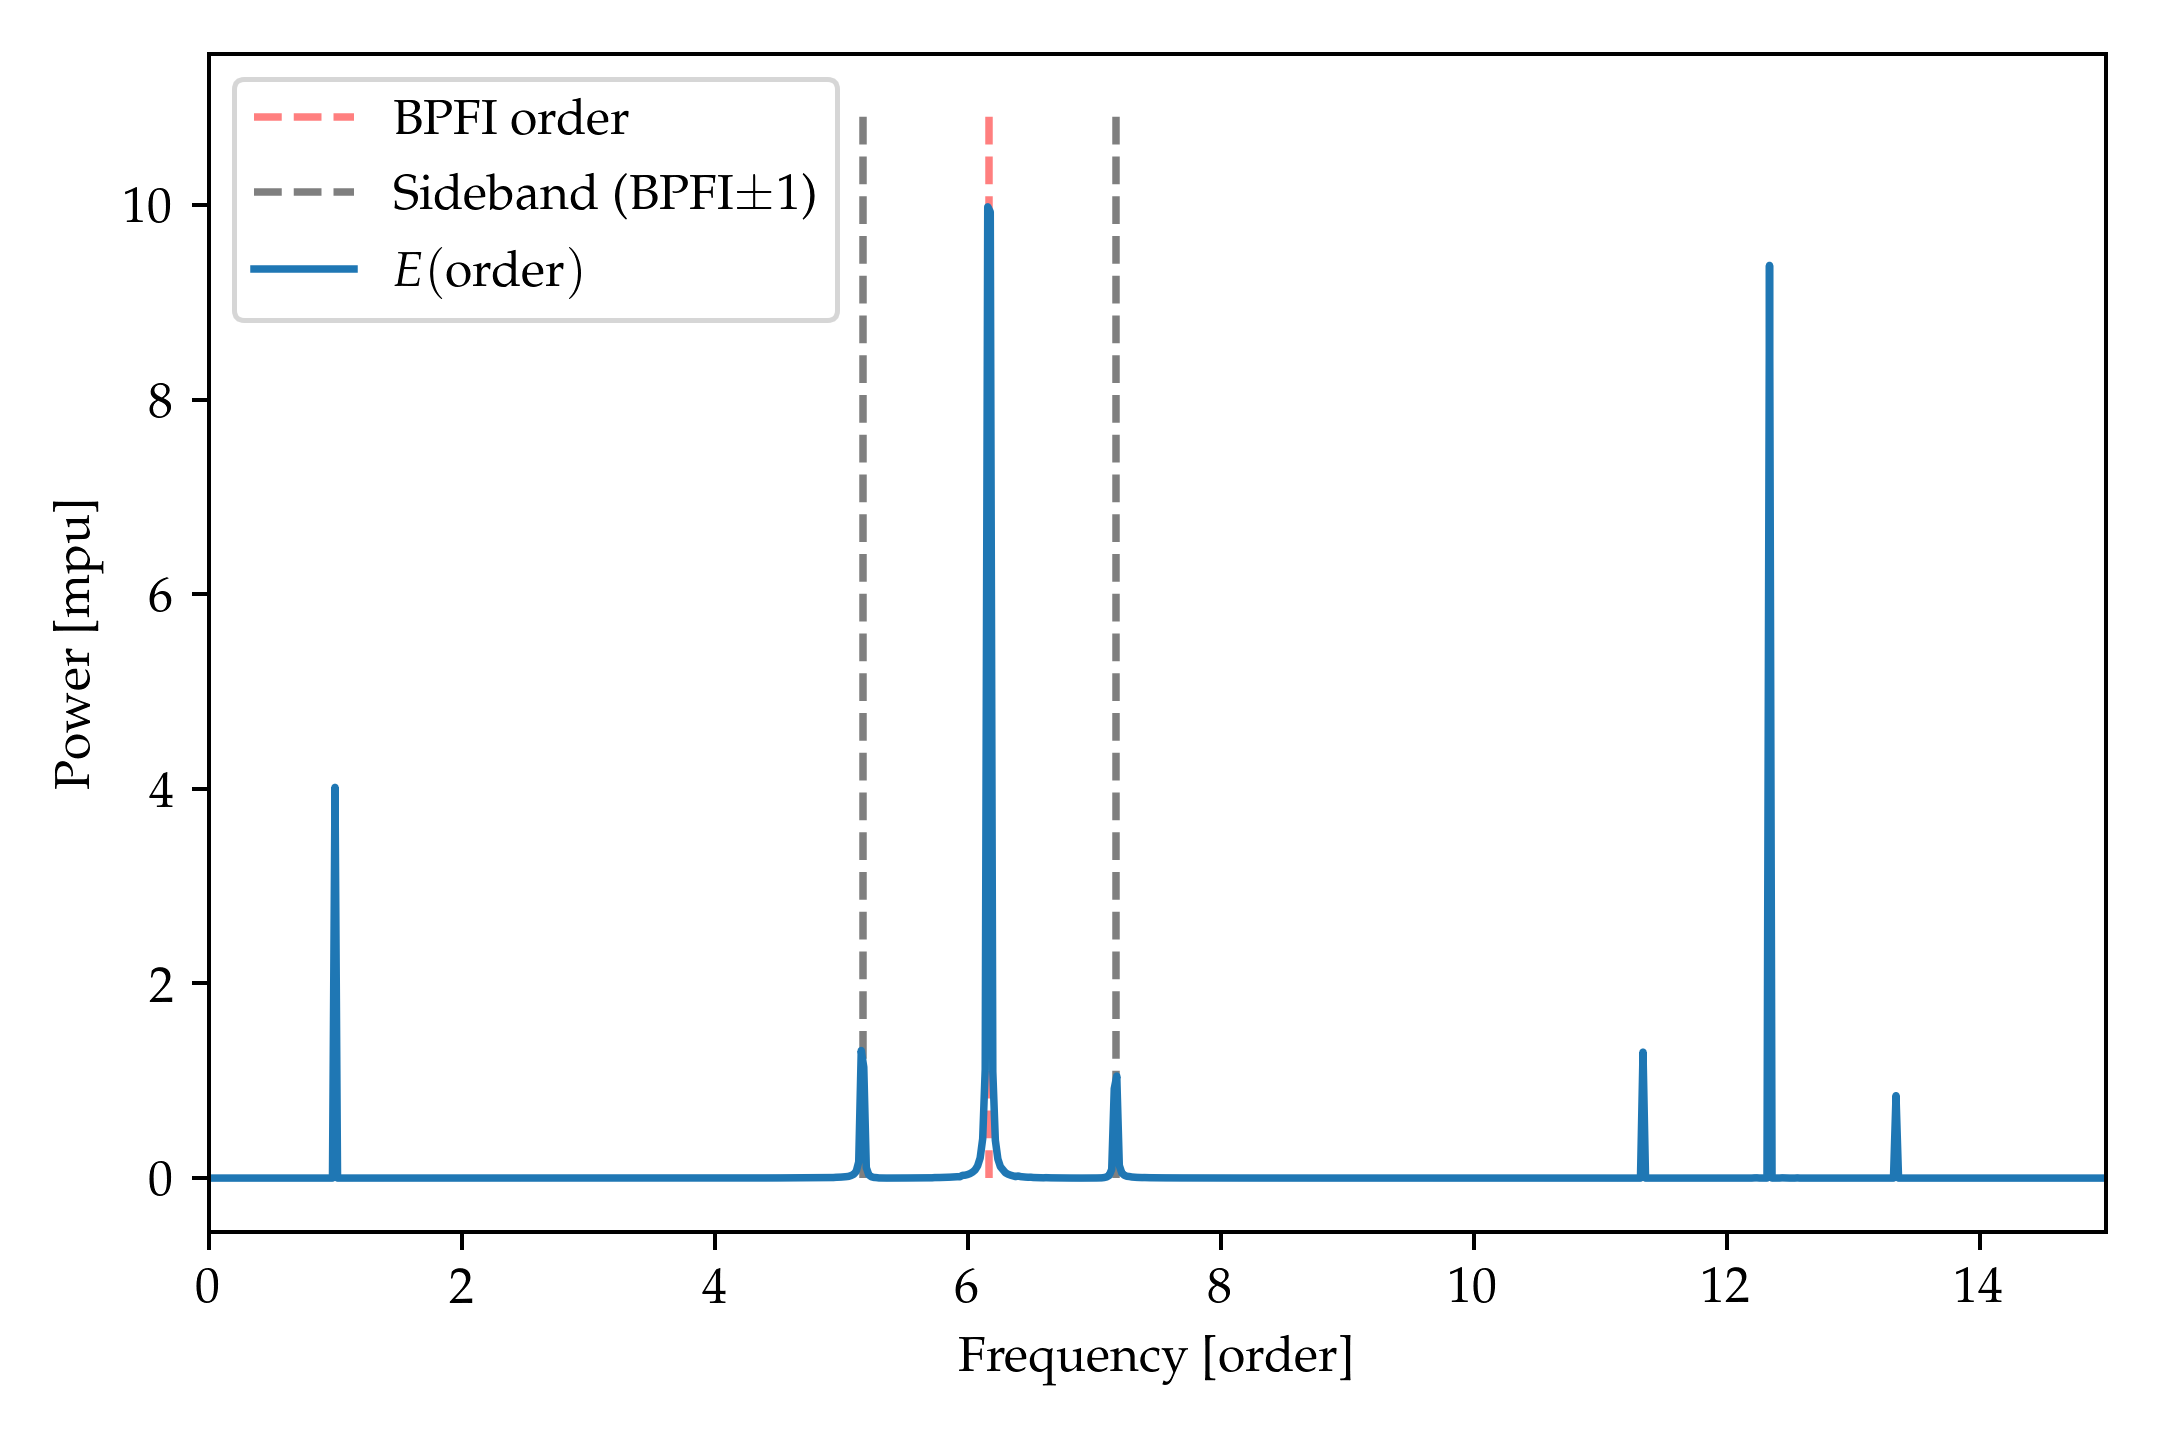 BPFI order
Sideband (BPFI±1)
E(order)
10
8
6
4
2
0
Power [mpu]
0 2 4 6 8 10 12 14
Frequency [order]